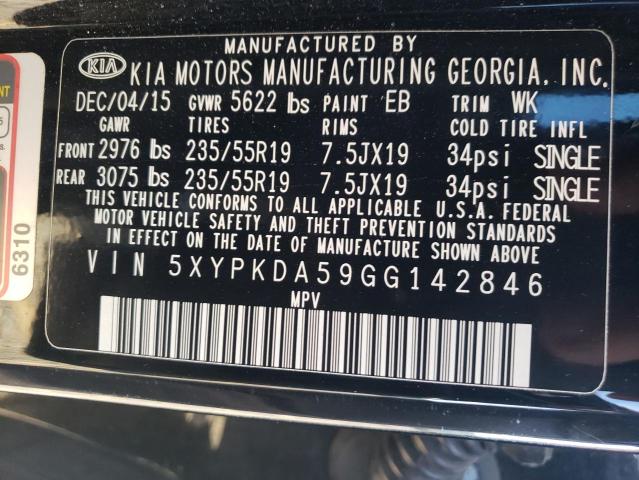 MANUFACTURED BY
KIA KIA MOTORS MANUFACTURING GEORGIA, INC.
DEC/04/15 GVWR 5622 lbs PAINT EB TRIM WK
GAWR TIRES RIMS COLD TIRE INFL
FRONT 2976 lbs 235/55R19 7.5JX19 34psi SINGLE
REAR 3075 lbs 235/55R19 7.5JX19 34psi SINGLE
THIS VEHICLE CONFORMS TO ALL APPLICABLE U.S.A. FEDERAL
MOTOR VEHICLE SAFETY AND THEFT PREVENTION STANDARDS
IN EFFECT ON THE DATE OF MANUFACTURE SHOWN ABOVE
VIN 5XYPKDA59GG142846
MPV
6310